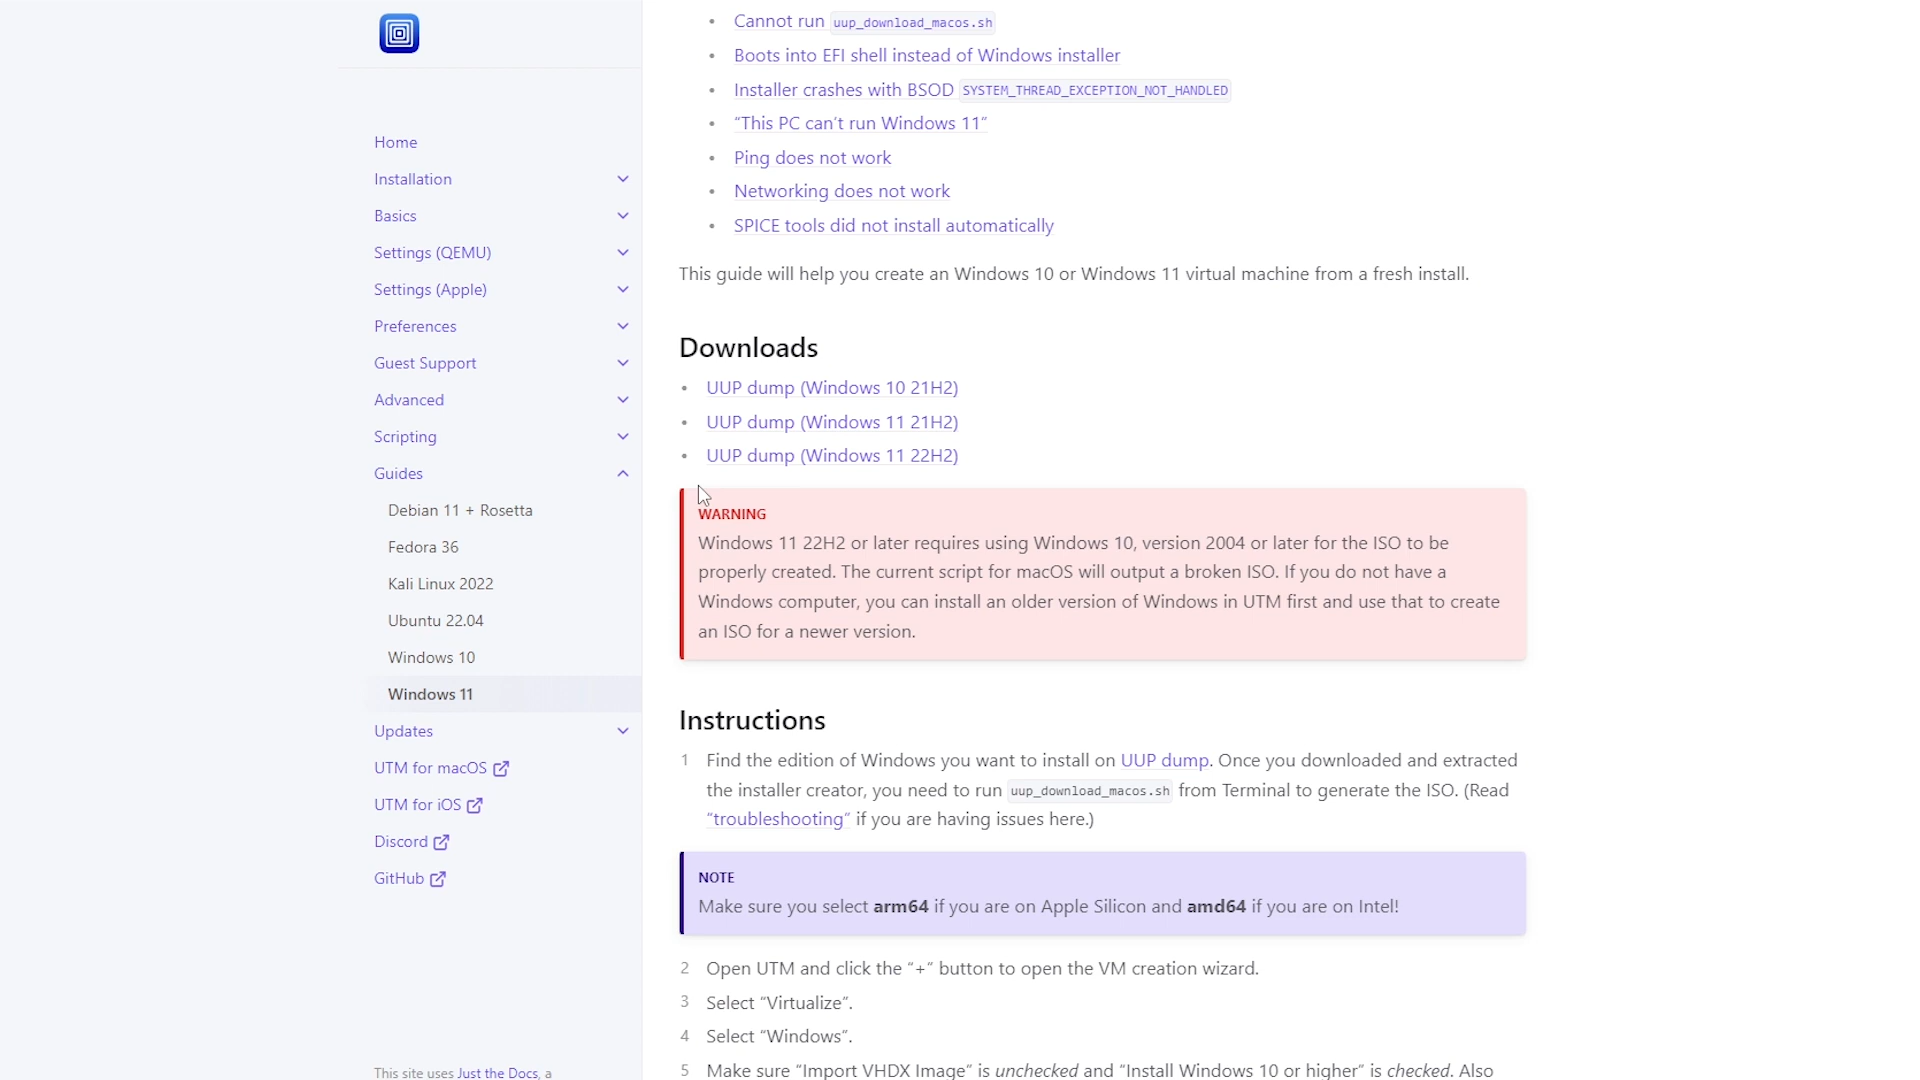 Home
Installation
Basics
Settings (QEMU)
Settings (Apple)
Preferences
Guest Support
Advanced
Scripting
Guides
Debian 11 + Rosetta
Fedora 36
Kali Linux 2022
Ubuntu 22.04
Windows 10
Windows 11
Updates
UTM for macOS
UTM for iOS
Discord
GitHub
This site uses Just the Docs, a
Cannot run uup_download_macos.sh
Boots into EFI shell instead of Windows installer
Installer crashes with BSOD SYSTEM_THREAD_EXCEPTION_NOT_HANDLED
“This PC can’t run Windows 11”
Ping does not work
Networking does not work
SPICE tools did not install automatically
This guide will help you create an Windows 10 or Windows 11 virtual machine from a fresh install.
Downloads
UUP dump (Windows 10 21H2)
UUP dump (Windows 11 21H2)
UUP dump (Windows 11 22H2)
WARNING
Windows 11 22H2 or later requires using Windows 10, version 2004 or later for the ISO to be
properly created. The current script for macOS will output a broken ISO. If you do not have a
Windows computer, you can install an older version of Windows in UTM first and use that to create
an ISO for a newer version.
Instructions
1 Find the edition of Windows you want to install on UUP dump. Once you downloaded and extracted
the installer creator, you need to run uup_download_macos.sh from Terminal to generate the ISO. (Read
“troubleshooting” if you are having issues here.)
NOTE
Make sure you select arm64 if you are on Apple Silicon and amd64 if you are on Intel!
2 Open UTM and click the “+” button to open the VM creation wizard.
3 Select “Virtualize”.
4 Select “Windows”.
5 Make sure “Import VHDX Image” is unchecked and “Install Windows 10 or higher” is checked. Also